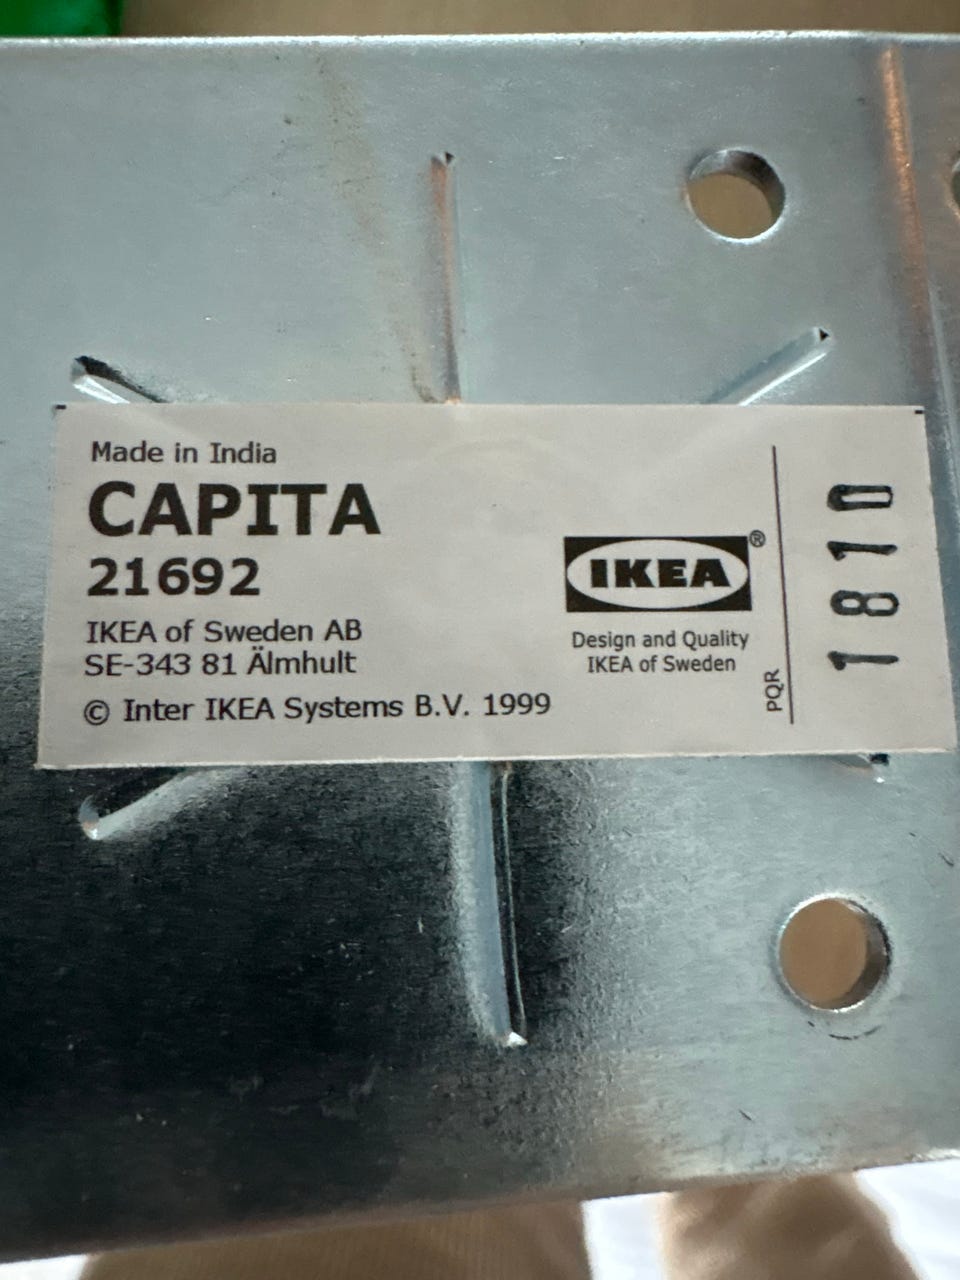 Made in India
CAPITA
21692
IKEA of Sweden AB
SE-343 81 Älmhult
© Inter IKEA Systems B.V. 1999
IKEA®
Design and Quality
IKEA of Sweden
PQR
1810